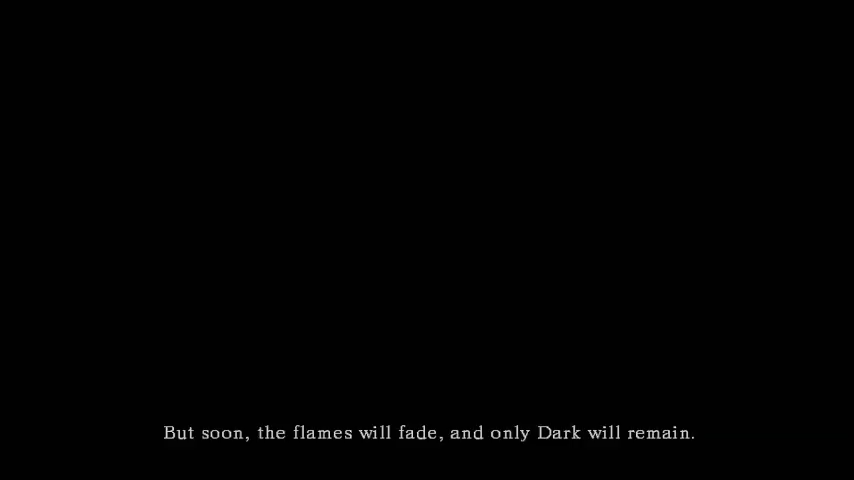 But soon, the flames will fade, and only Dark will remain.